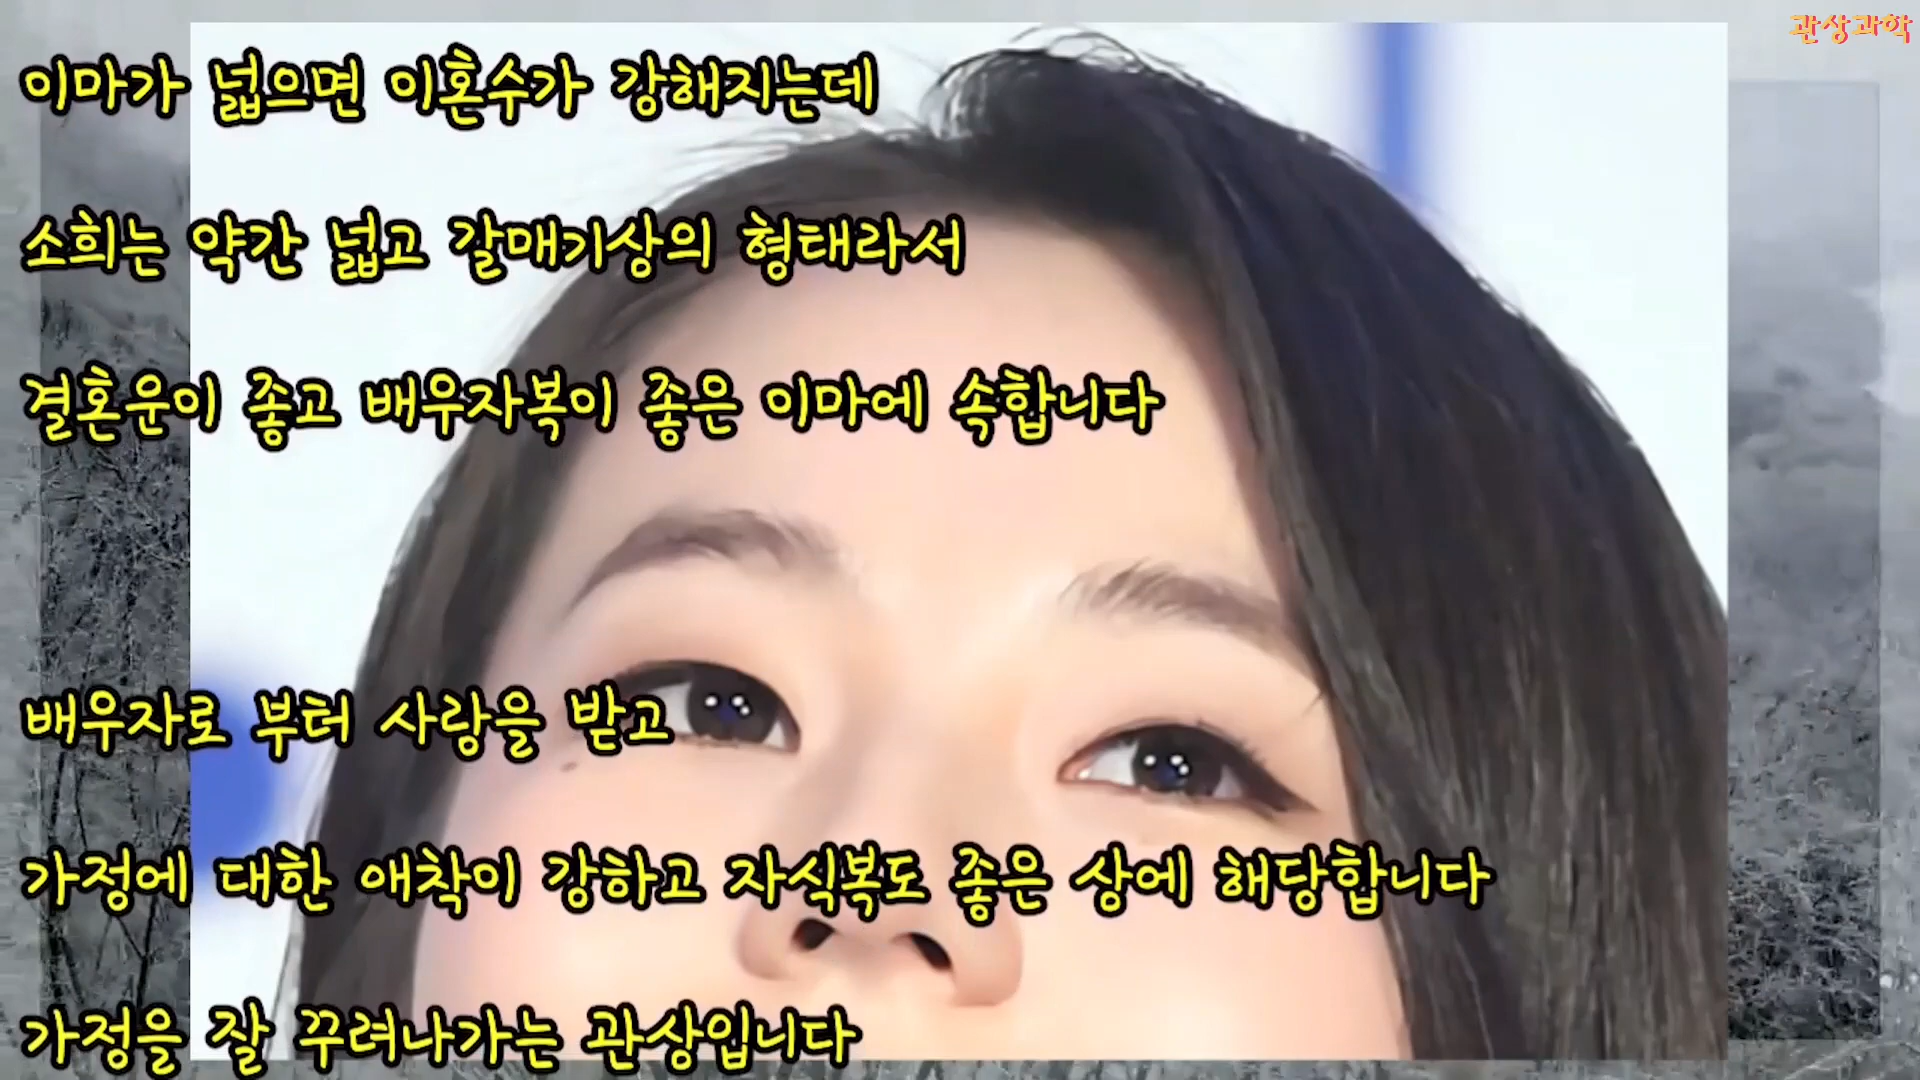 관상과학
이마가 넓으면 이혼수가 강해지는데
소희는 약간 넓고 갈매기상의 형태라서
결혼운이 좋고 배우자복이 좋은 이마에 속합니다
배우자로 부터 사랑을 받고
가정에 대한 애착이 강하고 자식복도 좋은 상에 해당합니다
가정을 잘 꾸려나가는 관상입니다